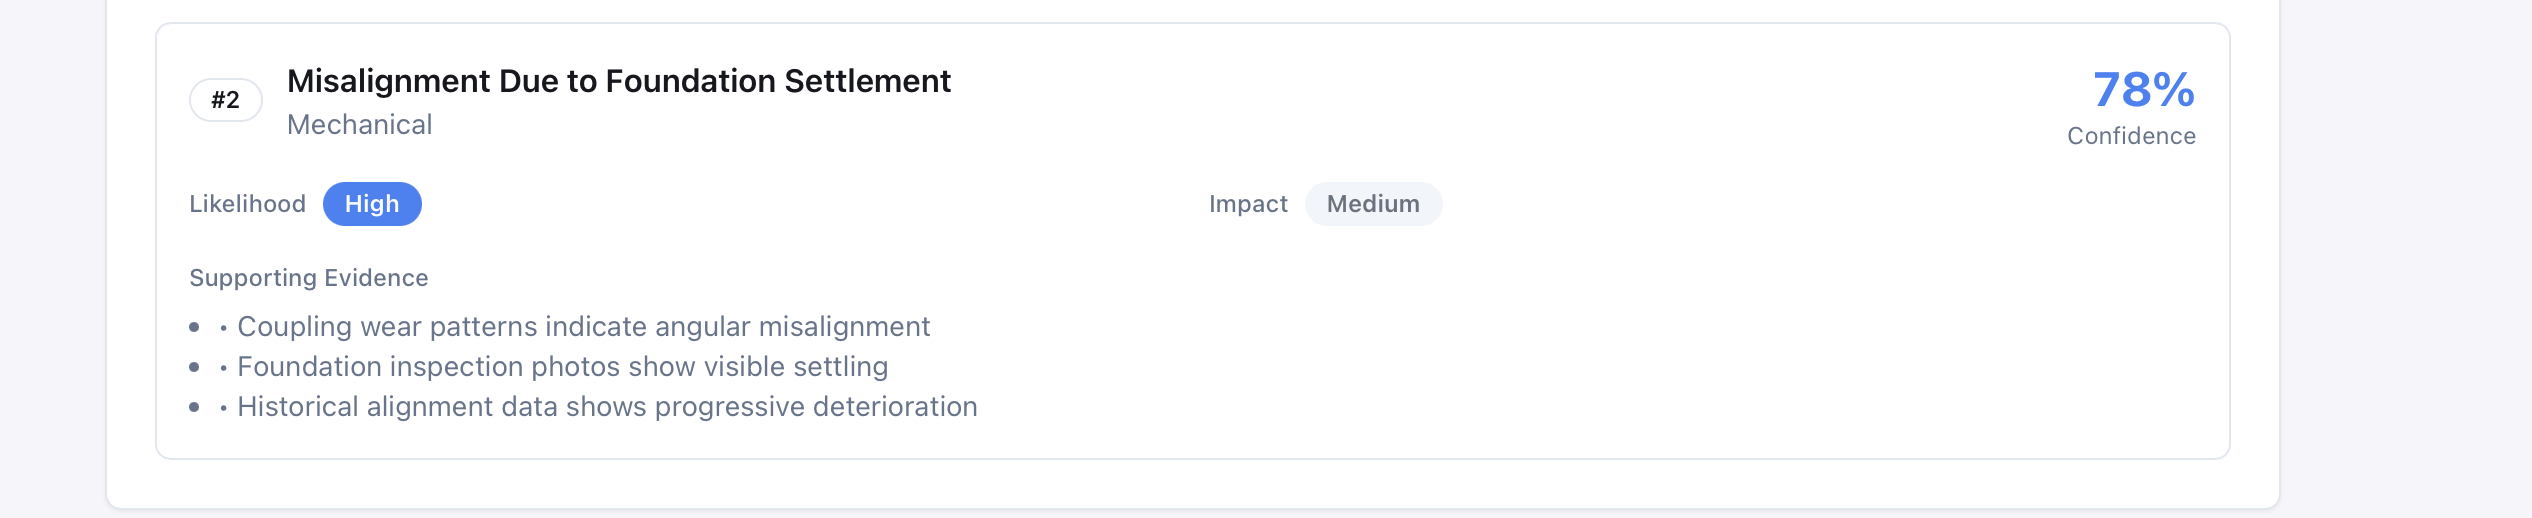 #2
Misalignment Due to Foundation Settlement
Mechanical
78%
Confidence
Likelihood High
Impact Medium
Supporting Evidence
• • Coupling wear patterns indicate angular misalignment
• • Foundation inspection photos show visible settling
• • Historical alignment data shows progressive deterioration